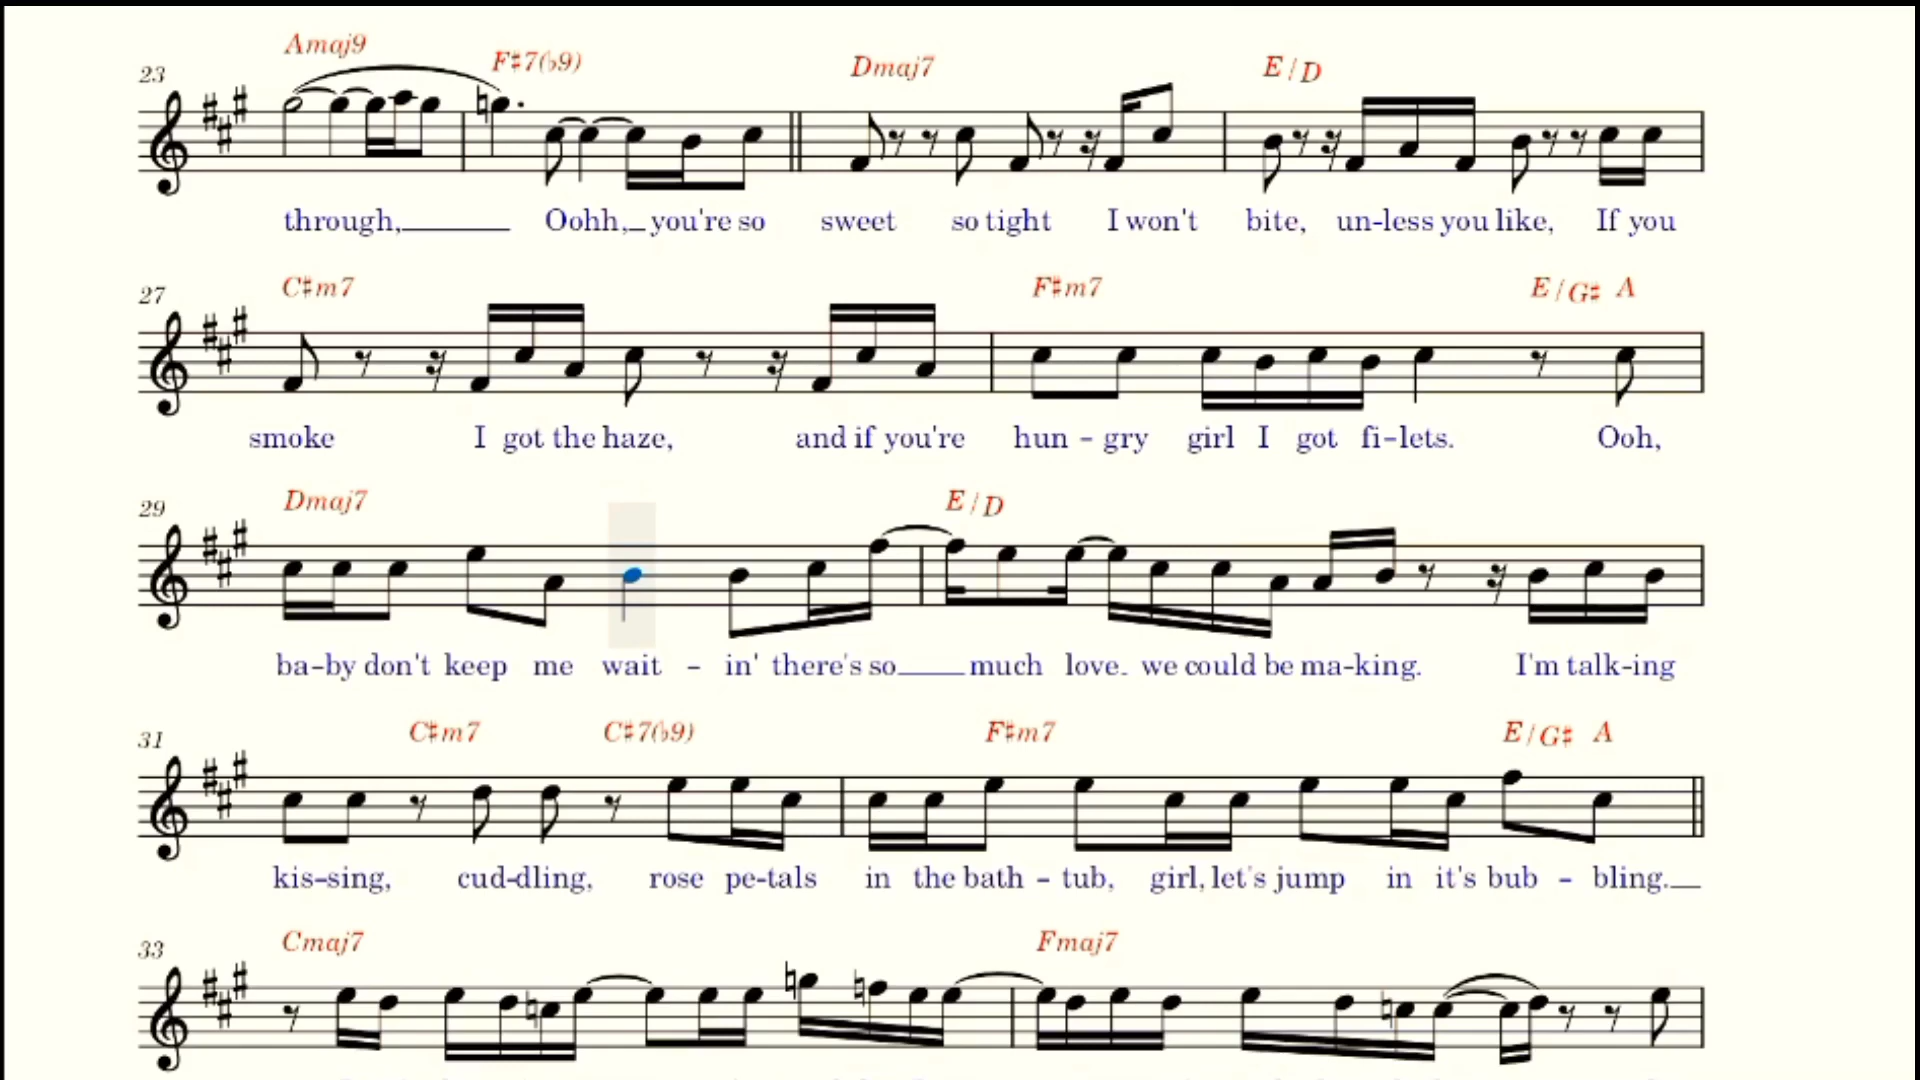 Amaj9 F♯7(♭9) Dmaj7 E/D
23
through, Oohh, you're so sweet so tight I won't bite, un-less you like, If you
C♯m7 F♯m7 E/G♯ A
27
smoke I got the haze, and if you're hun - gry girl I got fi-lets. Ooh,
Dmaj7 E/D
29
ba-by don't keep me wait - in' there's so much love. we could be ma-king. I'm talk-ing
C♯m7 C♯7(♭9) F♯m7 E/G♯ A
31
kis-sing, cud-dling, rose pe-tals in the bath - tub, girl, let's jump in it's bub - bling.
Cmaj7 Fmaj7
33